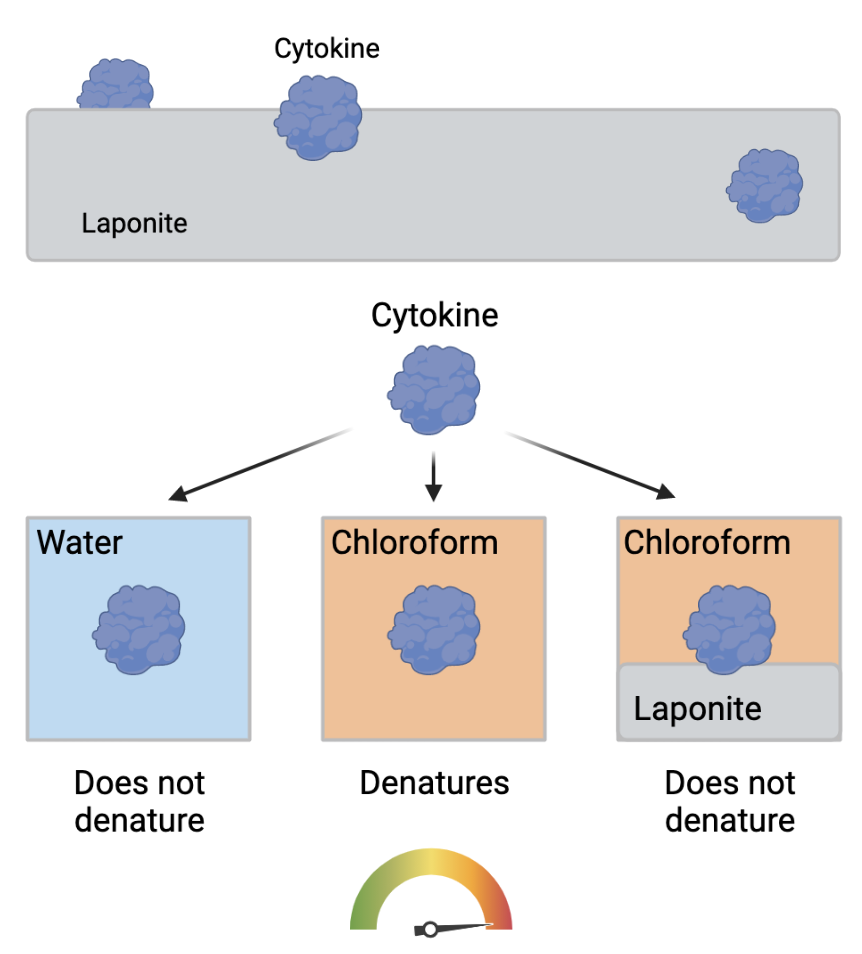 Cytokine
Laponite
Cytokine
Water
Chloroform
Chloroform
Laponite
Does not
denature
Denatures
Does not
denature